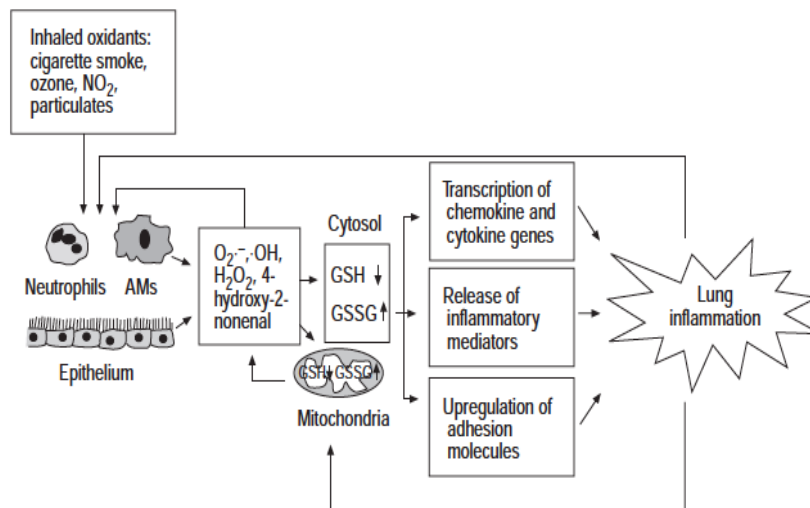 Inhaled oxidants:
cigarette smoke,
ozone, NO₂,
particulates
Neutrophils
AMs
Epithelium
O₂·⁻, ·OH,
H₂O₂, 4-
hydroxy-2-
nonenal
Cytosol
GSH ↓
GSSG ↑
GSH↓ GSSG↑
Mitochondria
Transcription of
chemokine and
cytokine genes
Release of
inflammatory
mediators
Upregulation of
adhesion
molecules
Lung
inflammation